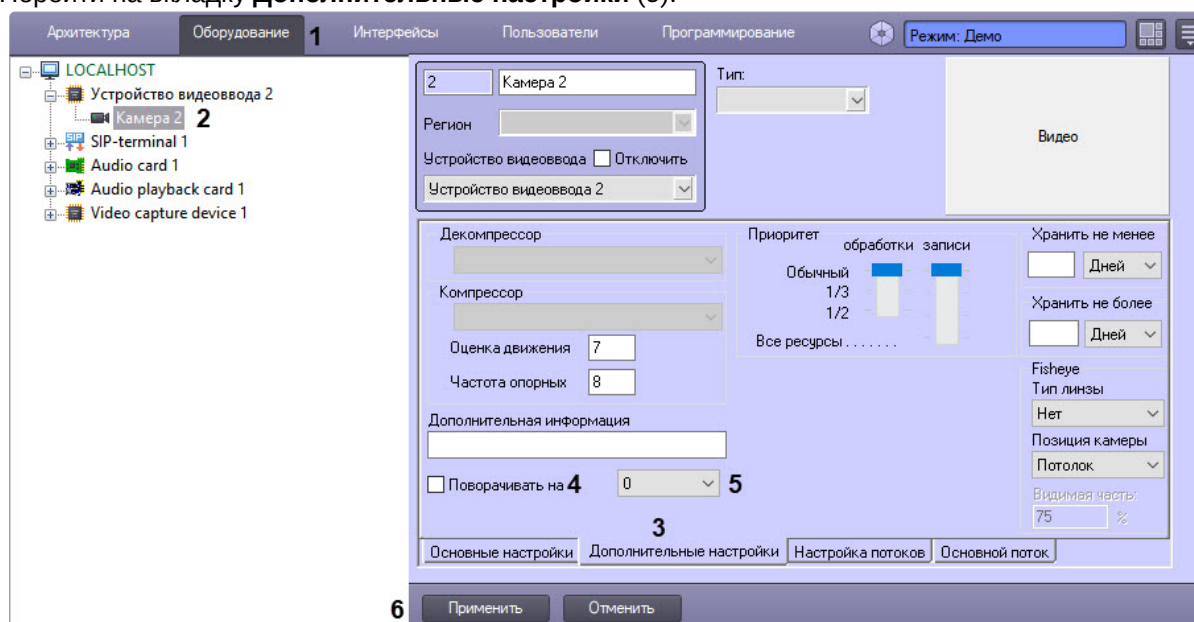 Перейти на вкладку Дополнительные настройки (3).
Архитектура Оборудование 1 Интерфейсы Пользователи Программирование Режим: Демо
LOCALHOST
Устройство видеоввода 2
Камера 2 2
SIP-terminal 1
Audio card 1
Audio playback card 1
Video capture device 1
2 Камера 2
Тип:
Регион
Видео
Устройство видеоввода Отключить
Устройство видеоввода 2
Декомпрессор
Компрессор
Оценка движения 7
Частота опорных 8
Дополнительная информация
Поворачивать на 4 0 5
Приоритет
обработки записи
Обычный
1/3
1/2
Все ресурсы . . . . . . .
Хранить не менее
Дней
Хранить не более
Дней
Fisheye
Тип линзы
Нет
Позиция камеры
Потолок
Видимая часть:
75 %
3
Основные настройки Дополнительные настройки Настройка потоков Основной поток
6 Применить Отменить